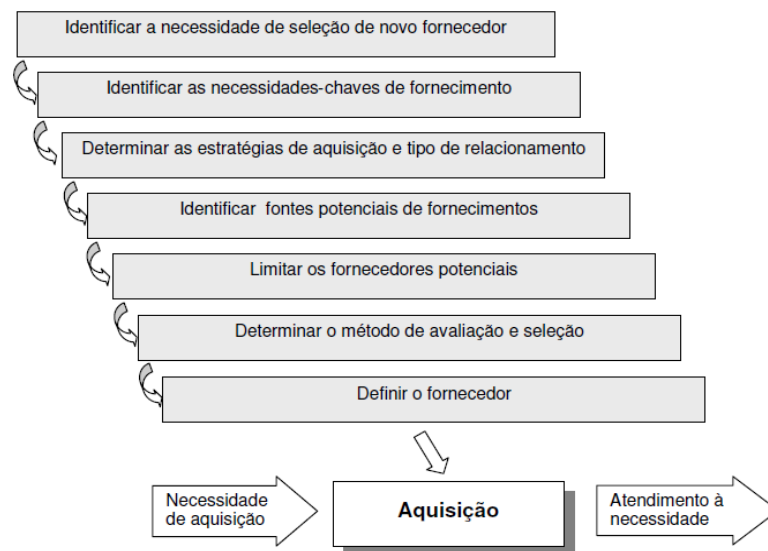 Identificar a necessidade de seleção de novo fornecedor
Identificar as necessidades-chaves de fornecimento
Determinar as estratégias de aquisição e tipo de relacionamento
Identificar fontes potenciais de fornecimentos
Limitar os fornecedores potenciais
Determinar o método de avaliação e seleção
Definir o fornecedor
Necessidade
de aquisição
Aquisição
Atendimento à
necessidade